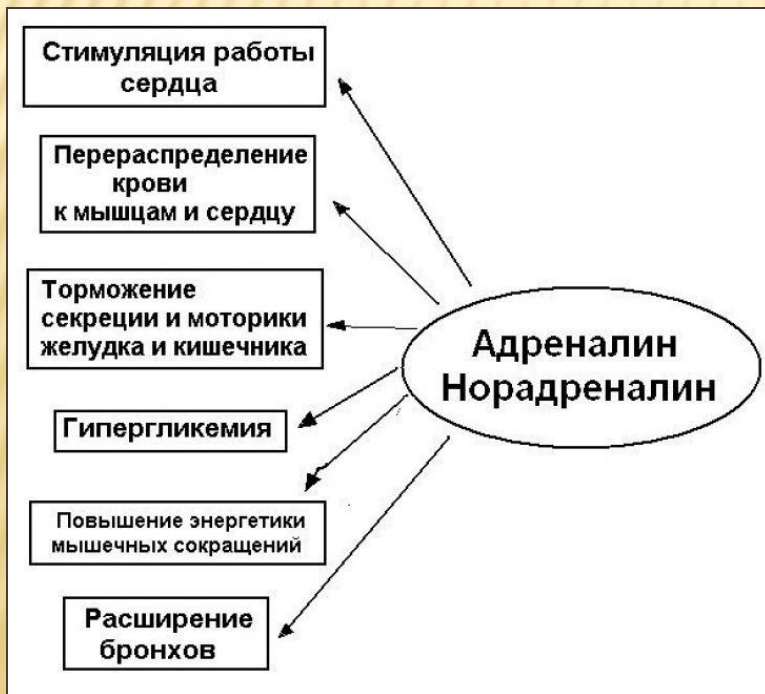 Стимуляция работы
сердца
Перераспределение
крови
к мышцам и сердцу
Торможение
секреции и моторики
желудка и кишечника
Гипергликемия
Повышение энергетики
мышечных сокращений
Расширение
бронхов
Адреналин
Норадреналин